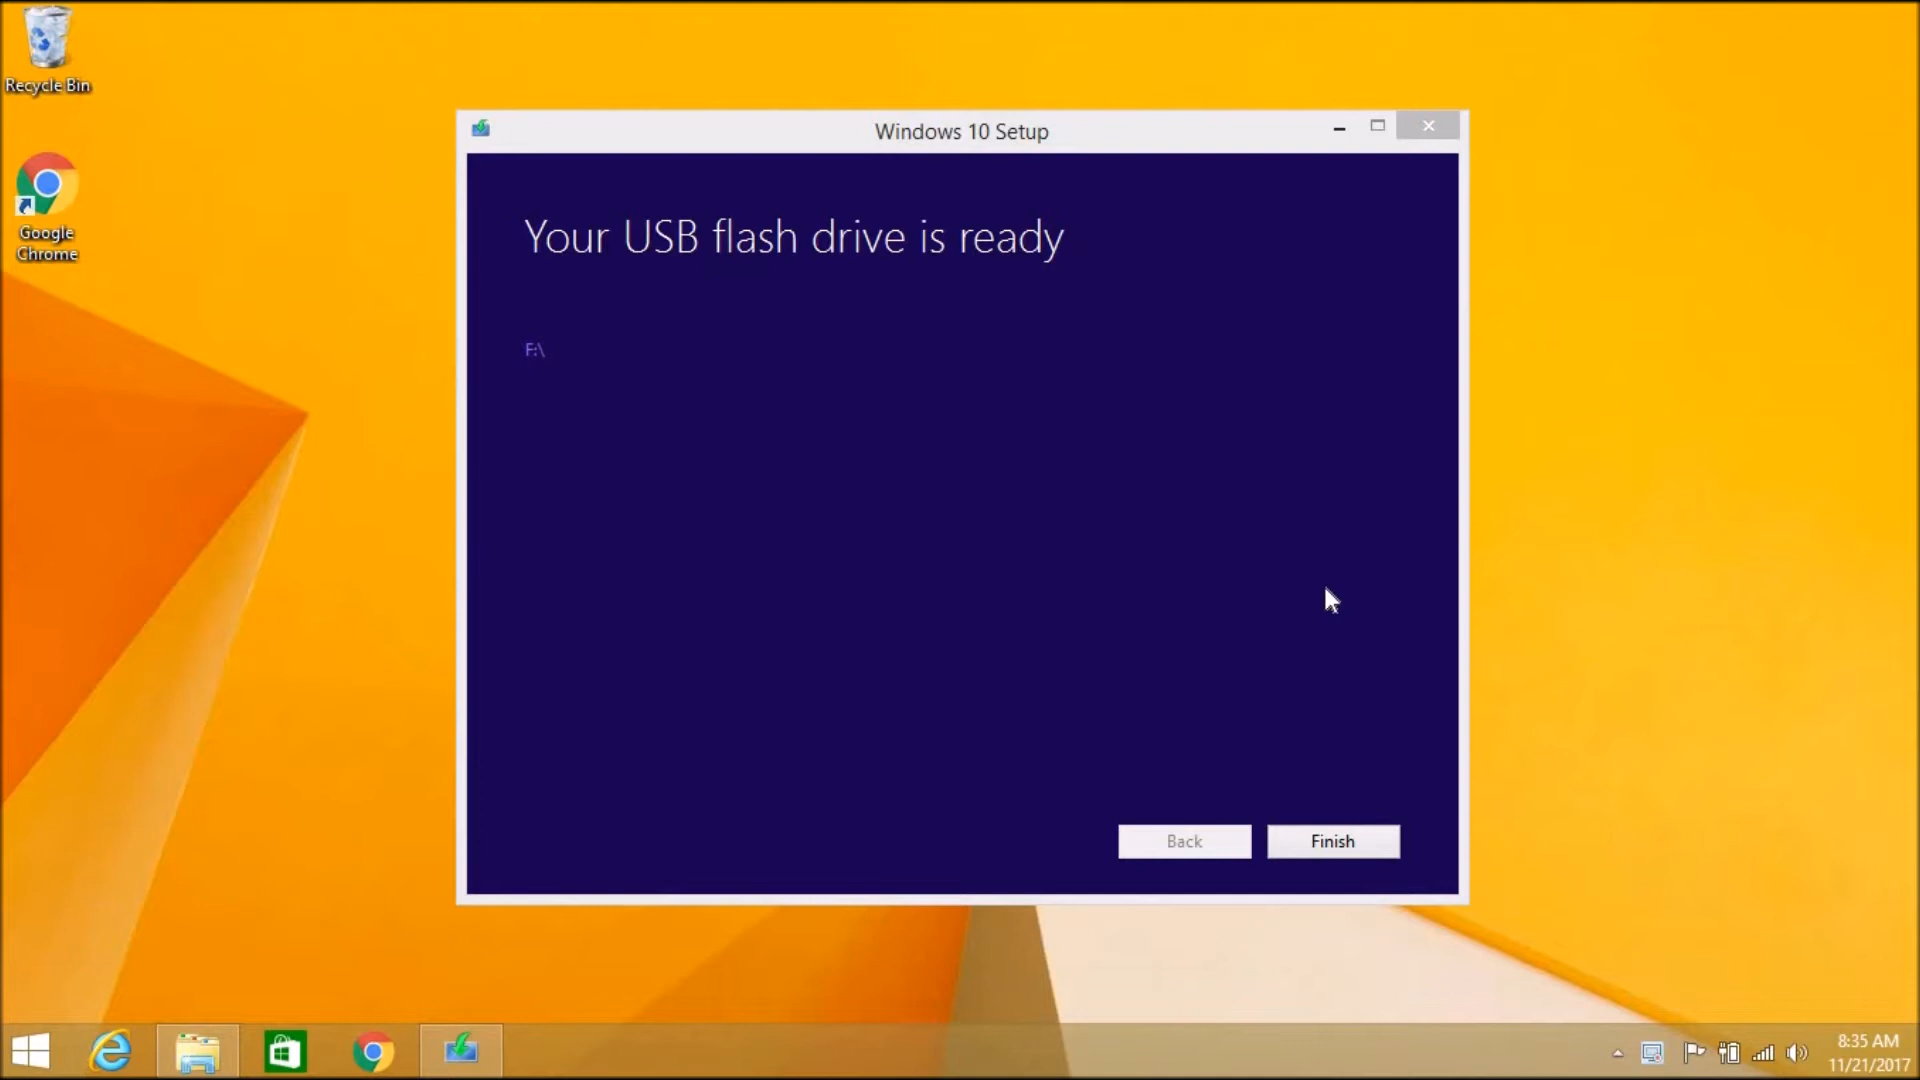 Recycle Bin
Google
Chrome
Windows 10 Setup
Your USB flash drive is ready
F:\
Back
Finish
8:35 AM
11/21/2017